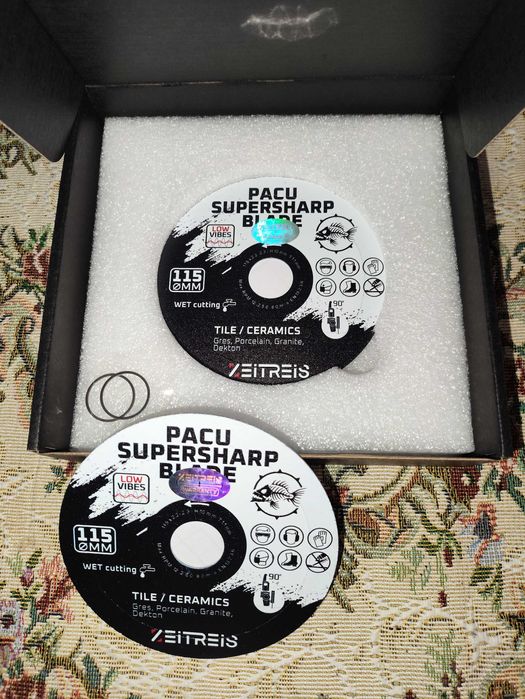 PACU
SUPERSHARP
BLADE
LOW
VIBES
115
ØMM
WET cutting
90°
TILE / CERAMICS
Gres, Porcelain, Granite,
Dekton
ZEITREIS
PACU
SUPERSHARP
BLADE
LOW
VIBES
115
ØMM
WET cutting
90°
TILE / CERAMICS
Gres, Porcelain, Granite,
Dekton
ZEITREIS